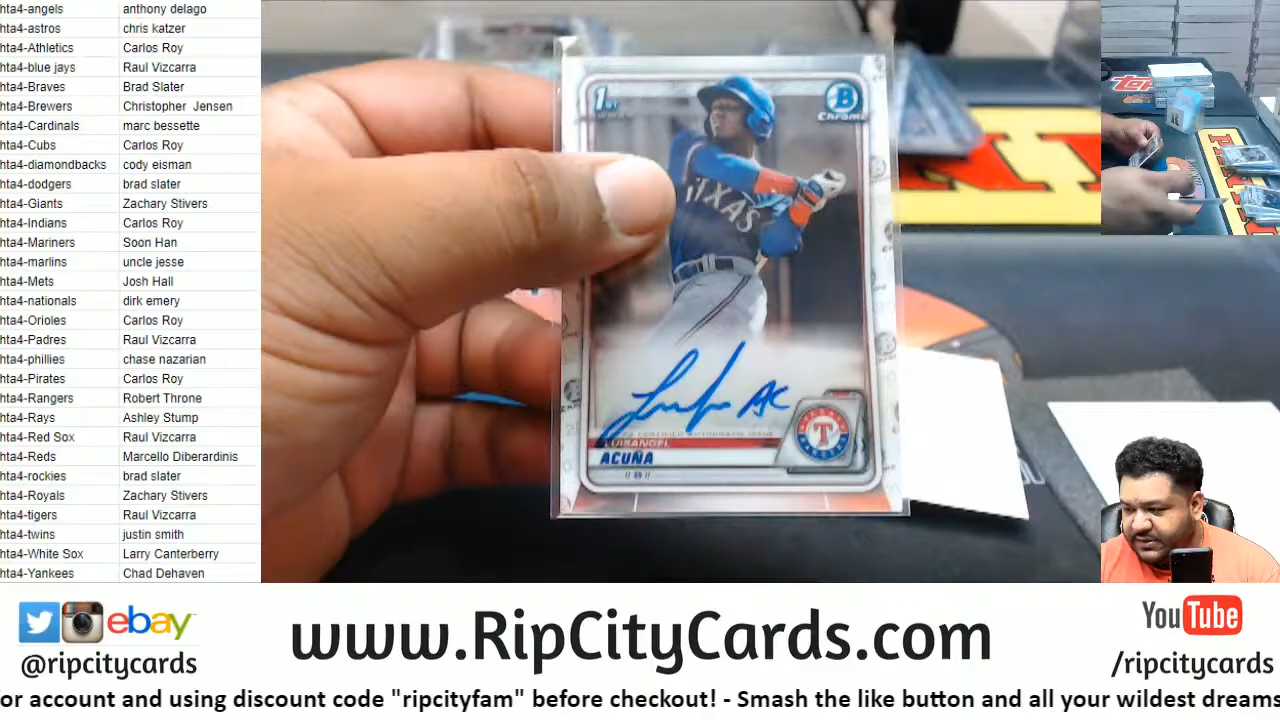 hta4-angels anthony delago
hta4-astros chris katzer
hta4-Athletics Carlos Roy
hta4-blue jays Raul Vizcarra
hta4-Braves Brad Slater
hta4-Brewers Christopher Jensen
hta4-Cardinals marc bessette
hta4-Cubs Carlos Roy
hta4-diamondbacks cody eisman
hta4-dodgers brad slater
hta4-Giants Zachary Stivers
hta4-Indians Carlos Roy
hta4-Mariners Soon Han
hta4-marlins uncle jesse
hta4-Mets Josh Hall
hta4-nationals dirk emery
hta4-Orioles Carlos Roy
hta4-Padres Raul Vizcarra
hta4-phillies chase nazarian
hta4-Pirates Carlos Roy
hta4-Rangers Robert Throne
hta4-Rays Ashley Stump
hta4-Red Sox Raul Vizcarra
hta4-Reds Marcello Diberardinis
hta4-rockies brad slater
hta4-Royals Zachary Stivers
hta4-tigers Raul Vizcarra
hta4-twins justin smith
hta4-White Sox Larry Canterberry
hta4-Yankees Chad Dehaven
1ST
B
Chrome
TEXAS
CERTIFIED AUTOGRAPH ISSUE
LUISANGEL
ACUÑA
T
Topps
ebay
@ripcitycards
www.RipCityCards.com
YouTube
/ripcitycards
or account and using discount code "ripcityfam" before checkout! - Smash the like button and all your wildest dreams